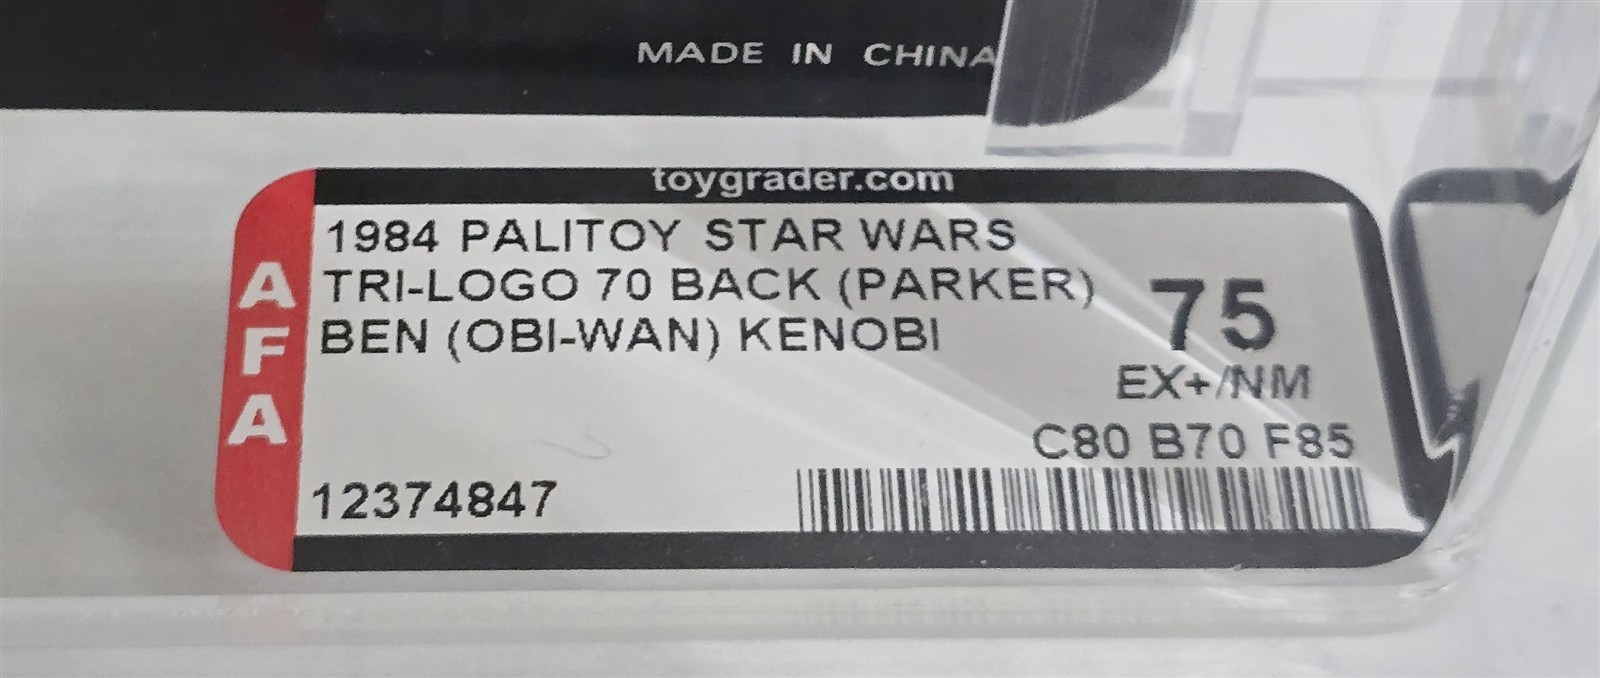 MADE IN CHINA
toygrader.com
AFA
1984 PALITOY STAR WARS
TRI-LOGO 70 BACK (PARKER)
BEN (OBI-WAN) KENOBI
75
EX+/NM
C80 B70 F85
12374847